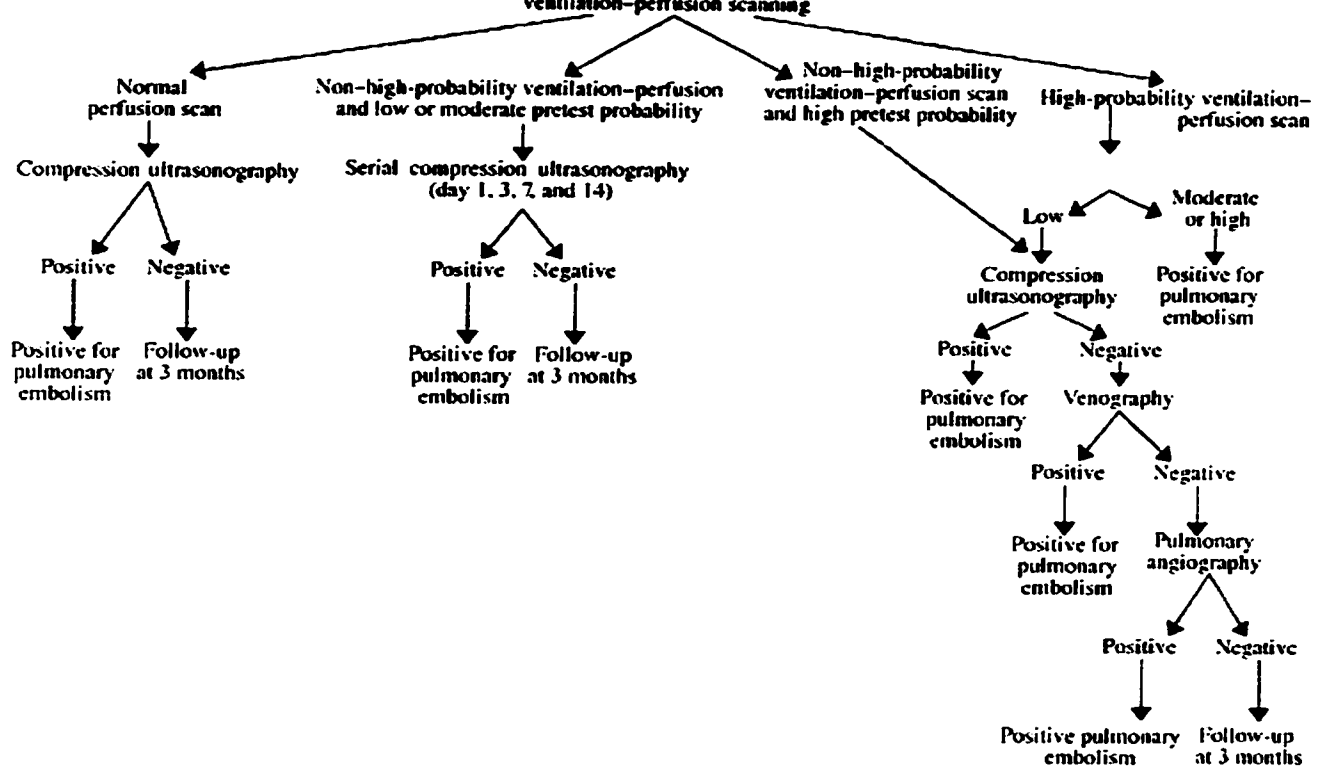 ventilation–perfusion scanning
Normal
perfusion scan
Non-high-probability ventilation–perfusion
and low or moderate pretest probability
Non–high-probability
ventilation–perfusion scan
and high pretest probability
High-probability ventilation–
perfusion scan
Compression ultrasonography
Serial compression ultrasonography
(day 1, 3, 7, and 14)
Low
Moderate
or high
Positive
Negative
Positive
Negative
Compression
ultrasonography
Positive for
pulmonary
embolism
Positive for
pulmonary
embolism
Follow-up
at 3 months
Positive for
pulmonary
embolism
Follow-up
at 3 months
Positive
Negative
Positive for
pulmonary
embolism
Venography
Positive
Negative
Positive for
pulmonary
embolism
Pulmonary
angiography
Positive
Negative
Positive pulmonary
embolism
Follow-up
at 3 months